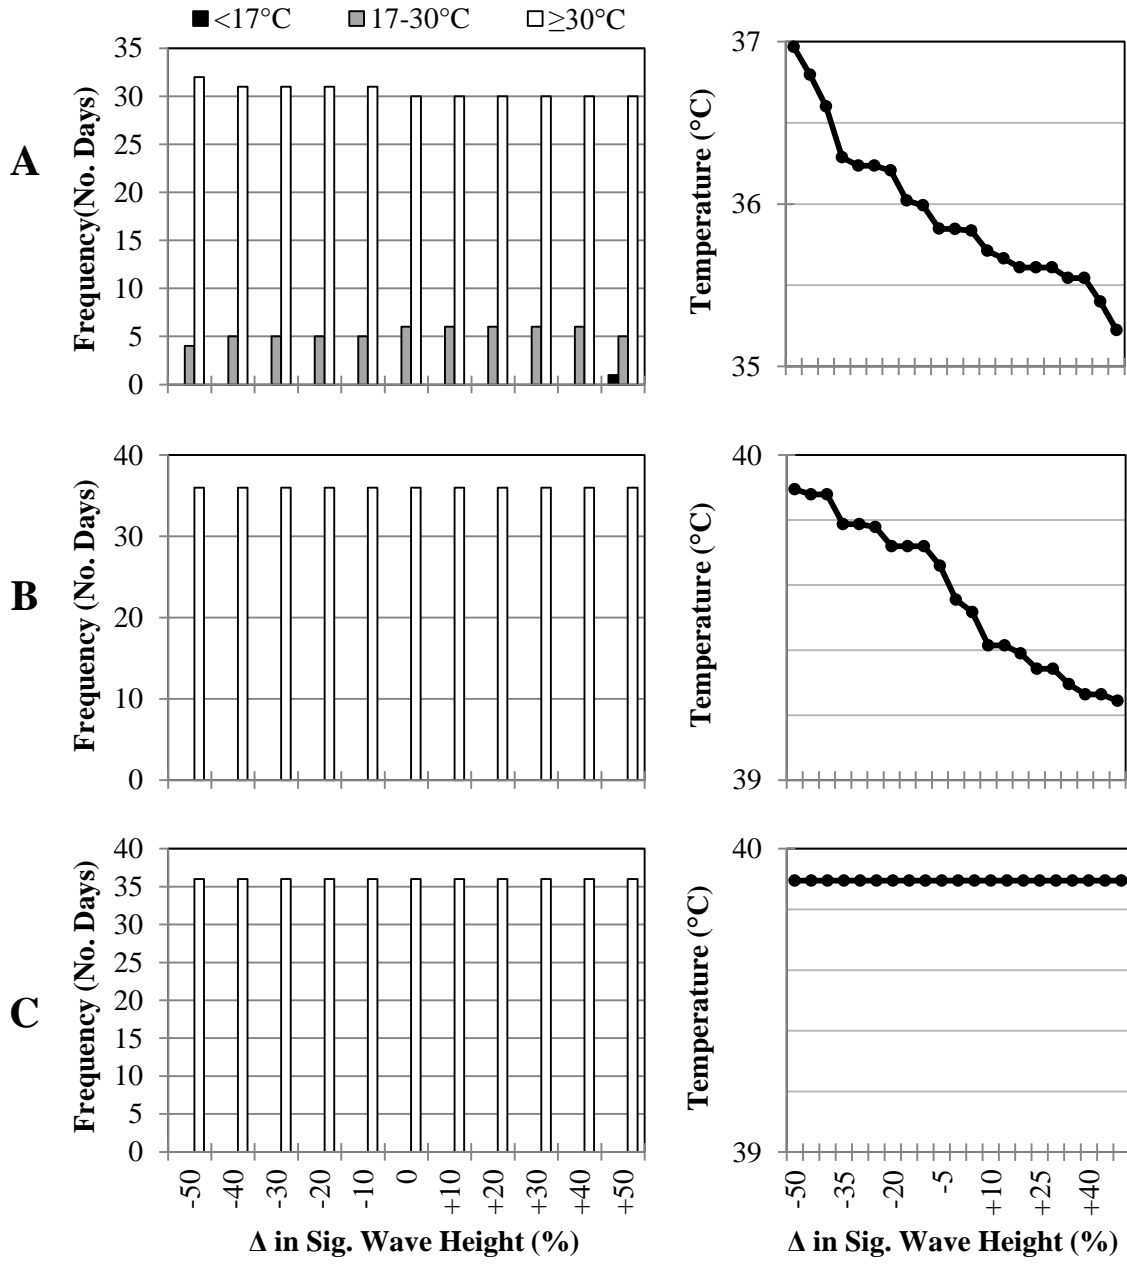 <17°C 17-30°C ≥30°C
A
Frequency(No. Days)
35
30
25
20
15
10
5
0
Temperature (°C)
37
36
35
B
Frequency (No. Days)
40
30
20
10
0
Temperature (°C)
40
39
C
Frequency (No. Days)
40
35
30
25
20
15
10
5
0
-50 -40 -30 -20 -10 0 +10 +20 +30 +40 +50
Δ in Sig. Wave Height (%)
Temperature (°C)
40
39
-50 -35 -20 -5 +10 +25 +40
Δ in Sig. Wave Height (%)